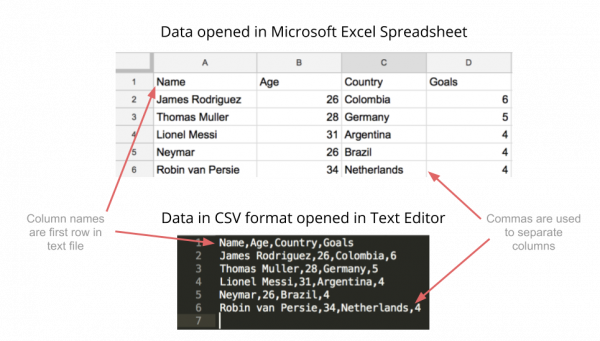 Data opened in Microsoft Excel Spreadsheet
A B C D
1 Name Age Country Goals
2 James Rodriguez 26 Colombia 6
3 Thomas Muller 28 Germany 5
4 Lionel Messi 31 Argentina 4
5 Neymar 26 Brazil 4
6 Robin van Persie 34 Netherlands 4
Column names
are first row in
text file
Data in CSV format opened in Text Editor
Commas are used
to separate
columns
1 Name,Age,Country,Goals
2 James Rodriguez,26,Colombia,6
3 Thomas Muller,28,Germany,5
4 Lionel Messi,31,Argentina,4
5 Neymar,26,Brazil,4
6 Robin van Persie,34,Netherlands,4
7